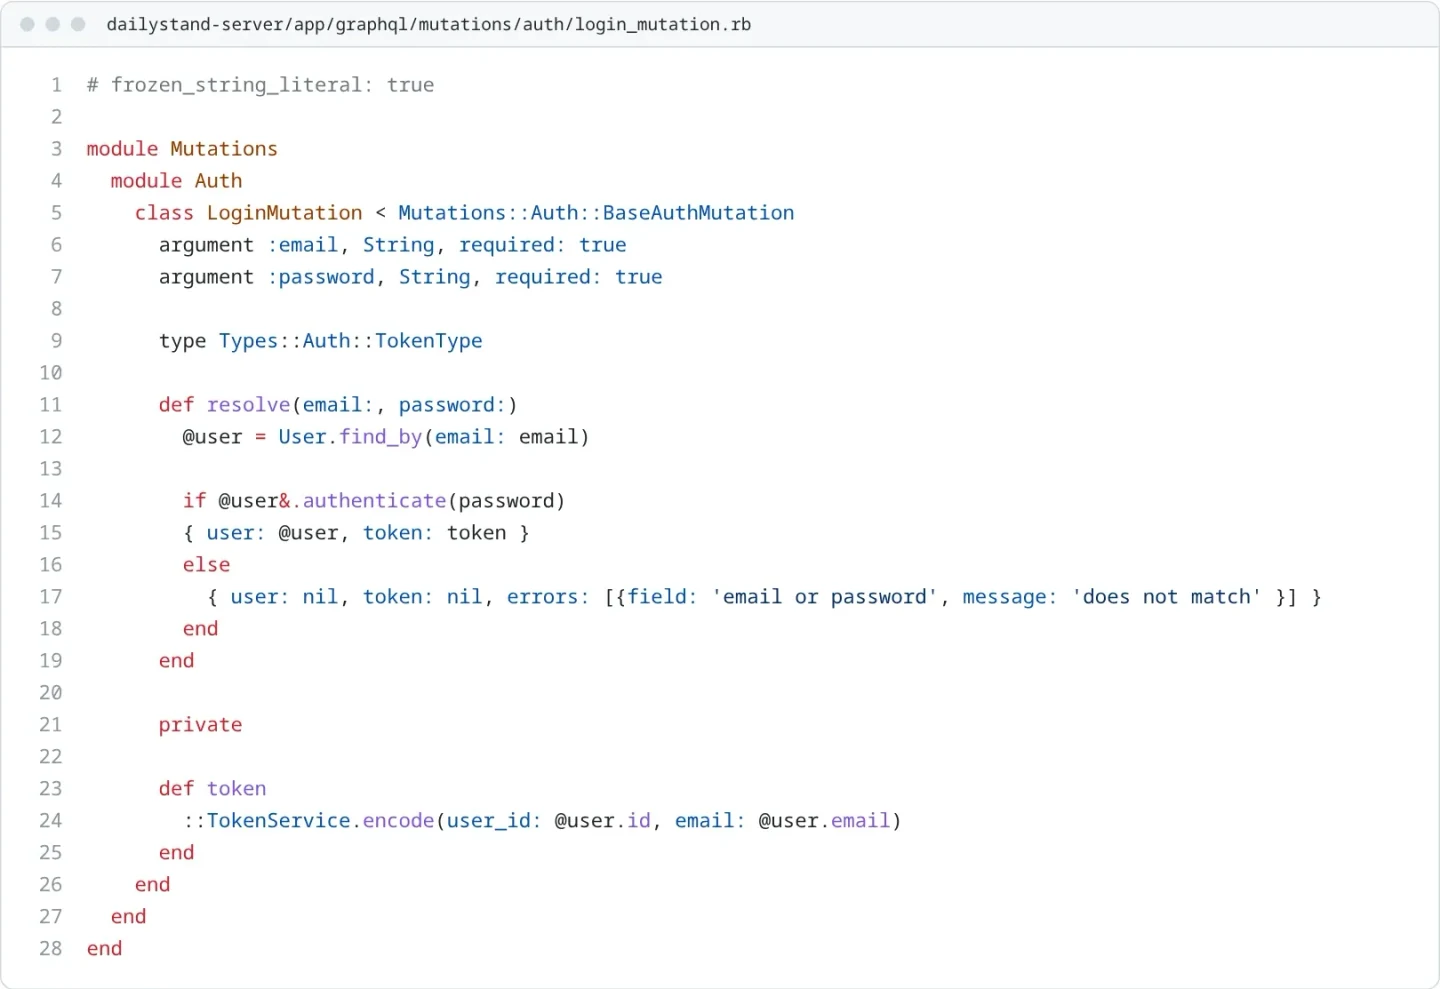 dailystand-server/app/graphql/mutations/auth/login_mutation.rb
1 # frozen_string_literal: true
2
3 module Mutations
4   module Auth
5     class LoginMutation < Mutations::Auth::BaseAuthMutation
6       argument :email, String, required: true
7       argument :password, String, required: true
8
9       type Types::Auth::TokenType
10
11       def resolve(email:, password:)
12         @user = User.find_by(email: email)
13
14         if @user&.authenticate(password)
15         { user: @user, token: token }
16         else
17           { user: nil, token: nil, errors: [{field: 'email or password', message: 'does not match' }] }
18         end
19       end
20
21       private
22
23       def token
24         ::TokenService.encode(user_id: @user.id, email: @user.email)
25       end
26     end
27   end
28 end